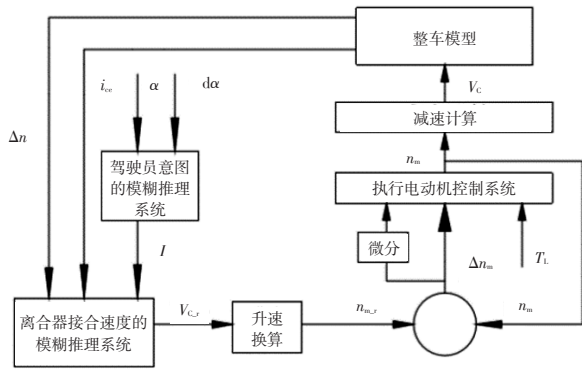 整车模型
i_ce α dα
V_C
Δn
减速计算
驾驶员意图
的模糊推理
系统
n_m
执行电动机控制系统
微分
I
Δn_m
T_L
离合器接合速度的
模糊推理系统
V_C_r
升速
换算
n_m_r
n_m